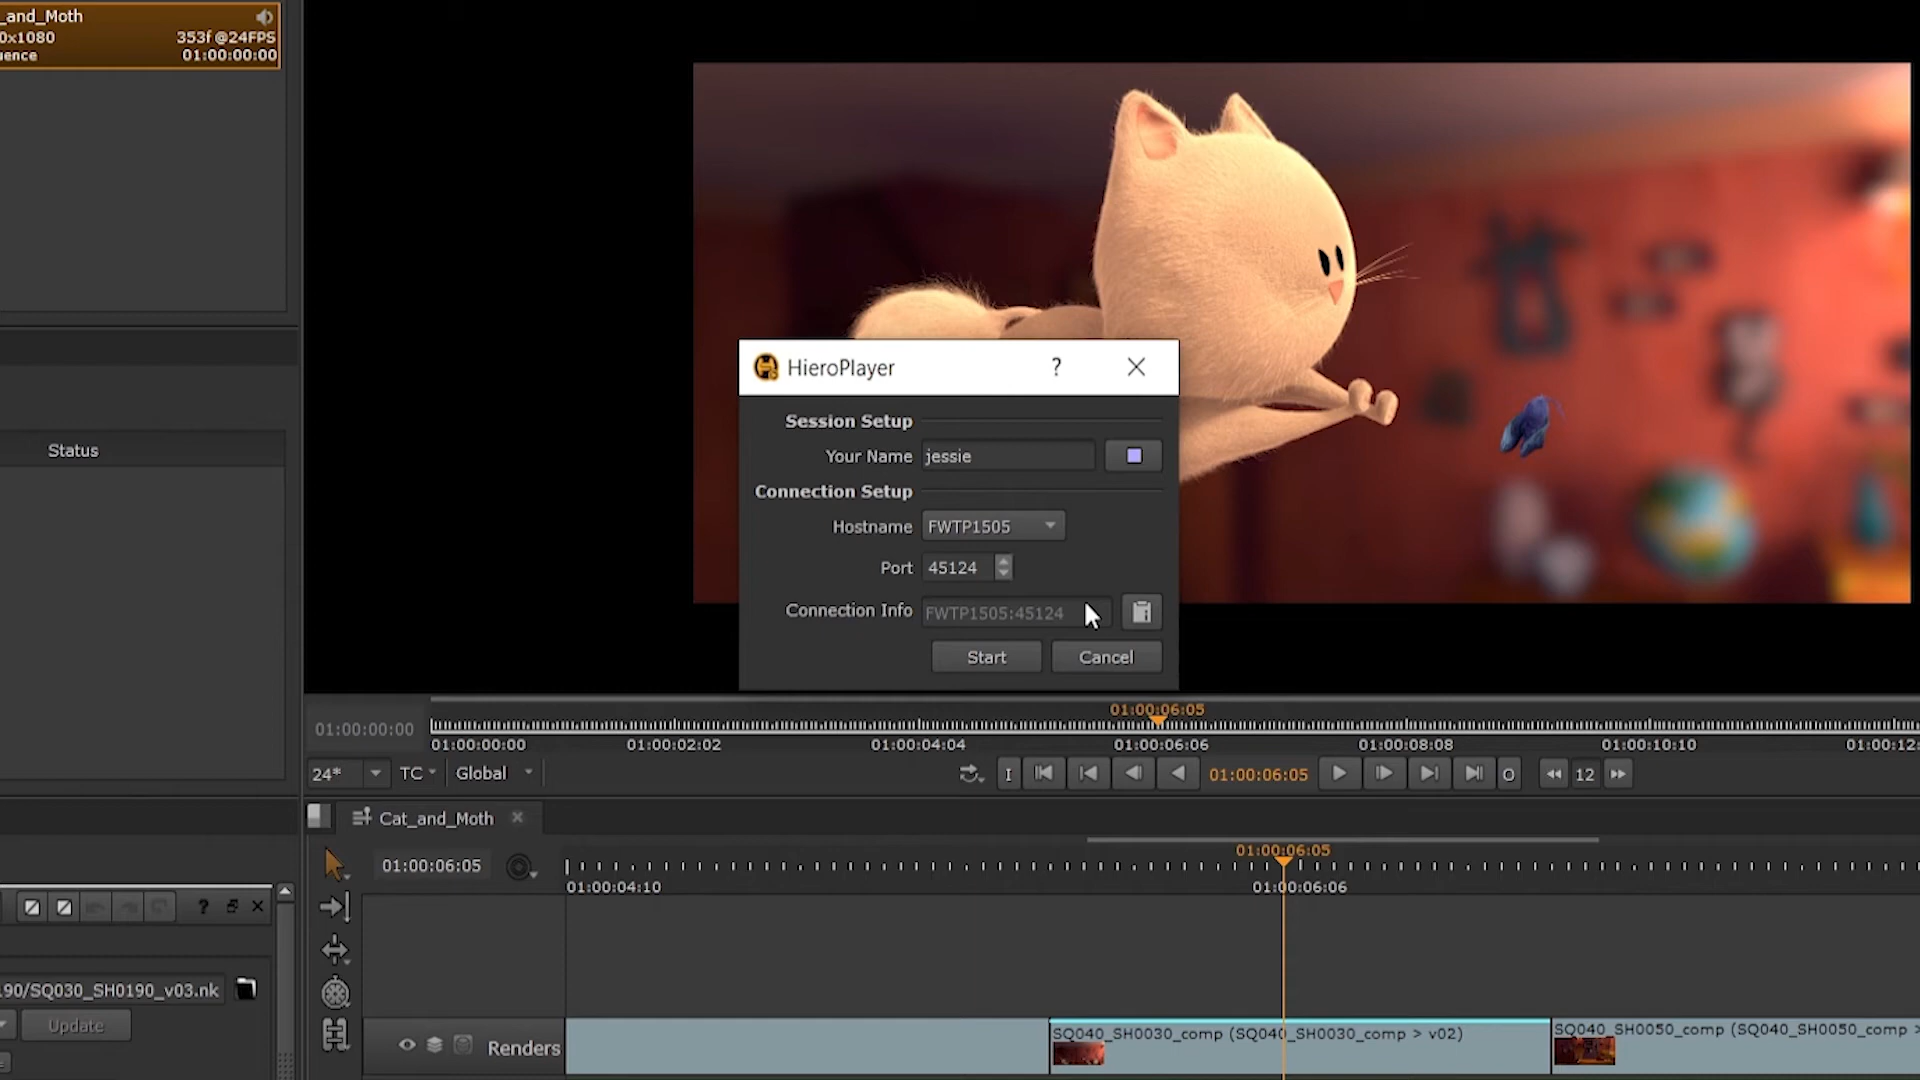 _and_Moth
0x1080 353f @24FPS
uence 01:00:00:00
Status
HieroPlayer ?
Session Setup
Your Name jessie
Connection Setup
Hostname FWTP1505
Port 45124
Connection Info FWTP1505:45124
Start Cancel
01:00:06:05
01:00:00:00
01:00:00:00 01:00:02:02 01:00:04:04 01:00:06:06 01:00:08:08 01:00:10:10 01:00:12:
24* TC Global I 01:00:06:05 O 12
Cat_and_Moth
01:00:06:05
01:00:06:05
01:00:04:10 01:00:06:06
?
190/SQ030_SH0190_v03.nk
Update
Renders
SQ040_SH0030_comp (SQ040_SH0030_comp > v02)
SQ040_SH0050_comp (SQ040_SH0050_comp >